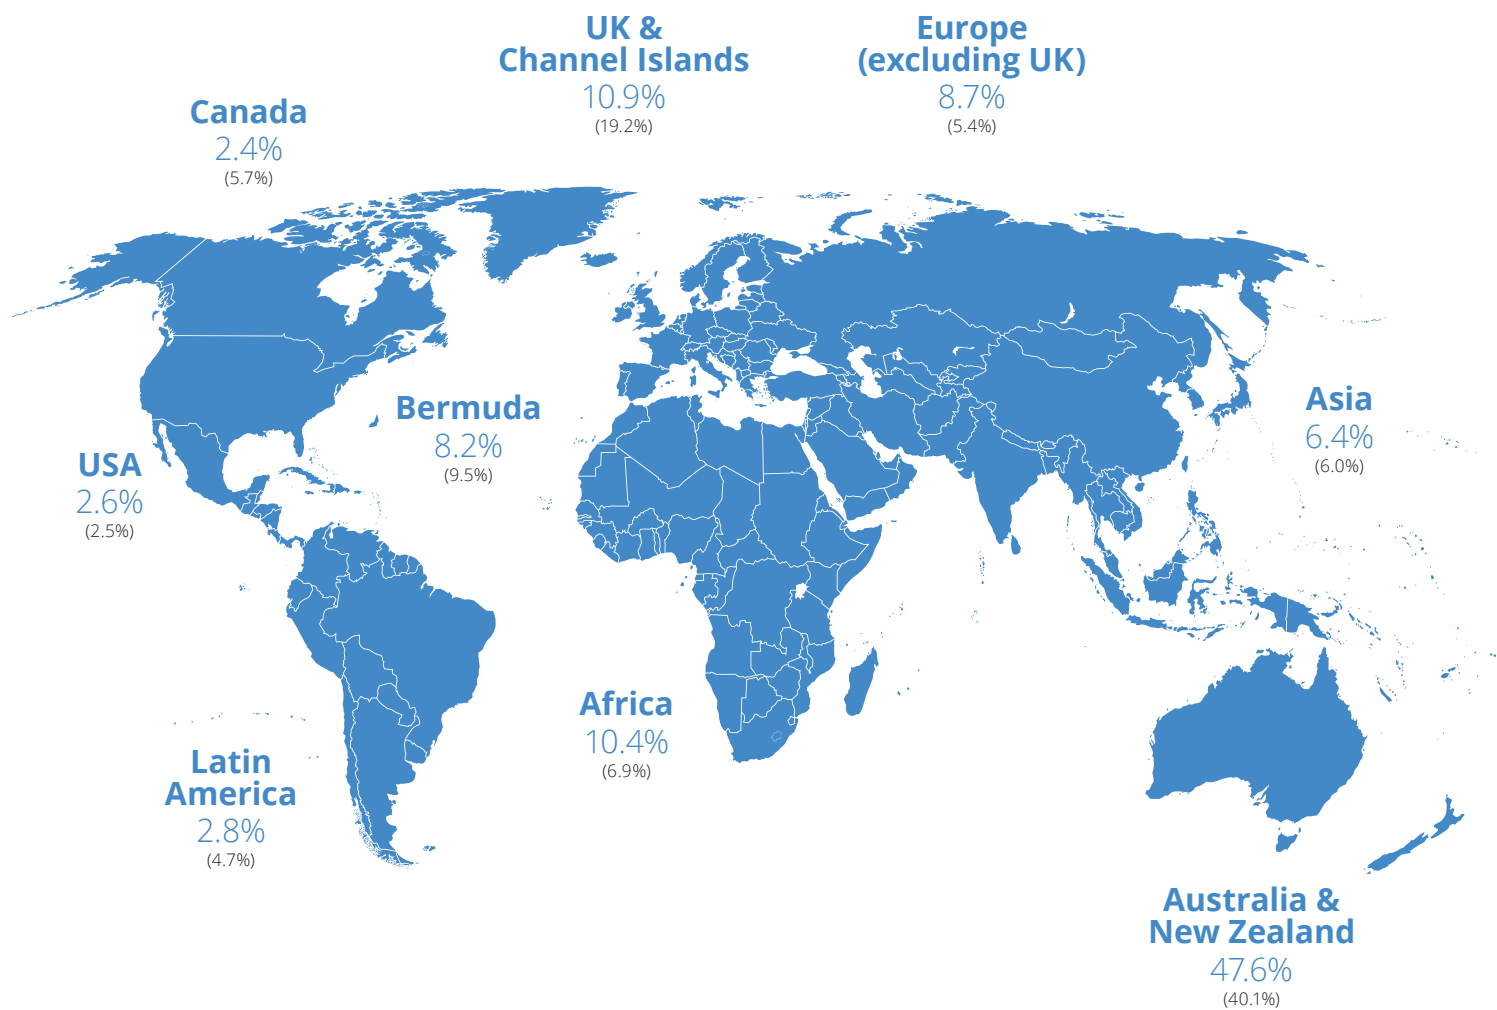 UK &
Channel Islands
10.9%
(19.2%)
Europe
(excluding UK)
8.7%
(5.4%)
Canada
2.4%
(5.7%)
Bermuda
8.2%
(9.5%)
Asia
6.4%
(6.0%)
USA
2.6%
(2.5%)
Africa
10.4%
(6.9%)
Latin
America
2.8%
(4.7%)
Australia &
New Zealand
47.6%
(40.1%)